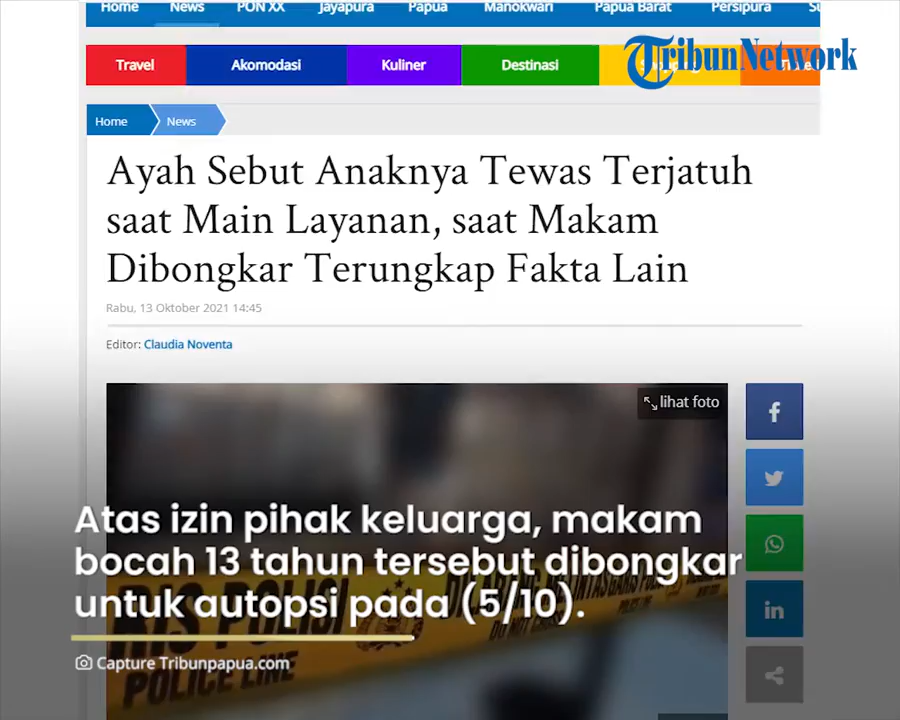 Home News PON XX Jayapura Papua Manokwari Papua Barat Persipura
TribunNetwork
Travel Akomodasi Kuliner Destinasi
Home News
Ayah Sebut Anaknya Tewas Terjatuh
saat Main Layanan, saat Makam
Dibongkar Terungkap Fakta Lain
Rabu, 13 Oktober 2021 14:45
Editor: Claudia Noventa
lihat foto
Atas izin pihak keluarga, makam
bocah 13 tahun tersebut dibongkar
untuk autopsi pada (5/10).
Capture Tribunpapua.com
POLICE LINE